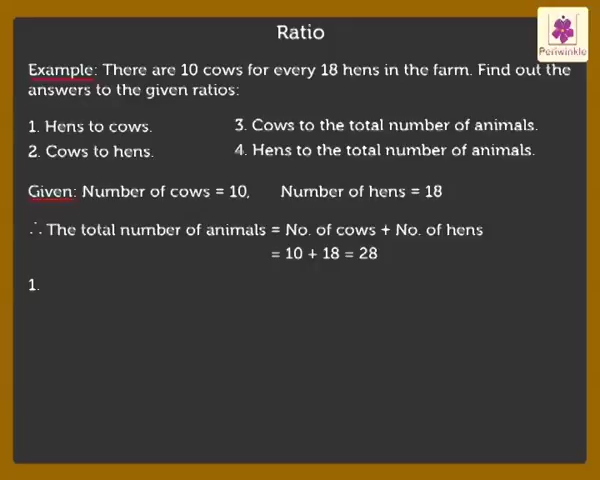 Ratio
Periwinkle
Example: There are 10 cows for every 18 hens in the farm. Find out the
answers to the given ratios:
1. Hens to cows.
2. Cows to hens.
3. Cows to the total number of animals.
4. Hens to the total number of animals.
Given: Number of cows = 10, Number of hens = 18
∴ The total number of animals = No. of cows + No. of hens
= 10 + 18 = 28
1.